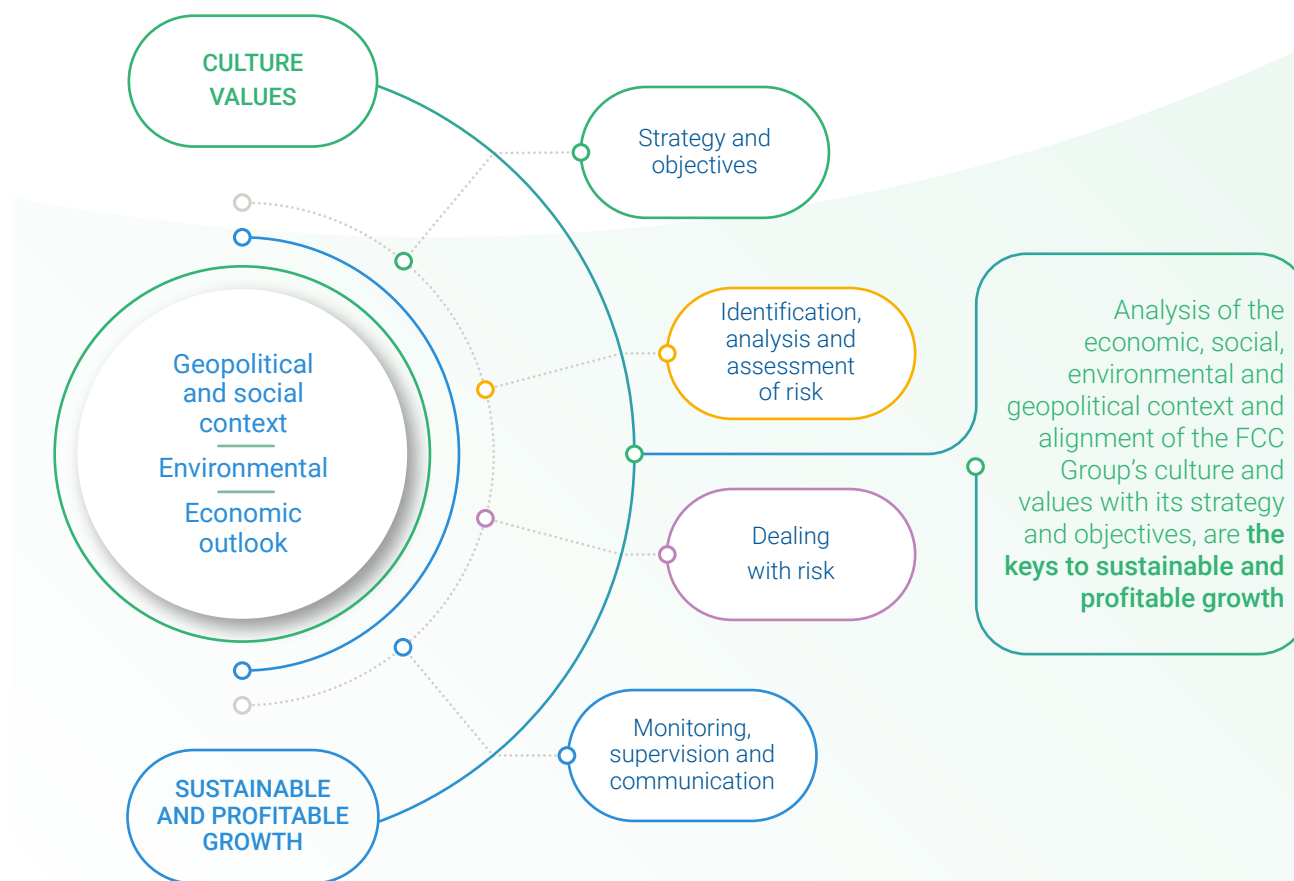 CULTURE
VALUES
Strategy and
objectives
Identification,
analysis and
assessment
of risk
Geopolitical
and social
context
Environmental
Economic
outlook
Analysis of the
economic, social,
environmental and
geopolitical context and
alignment of the FCC
Group’s culture and
values with its strategy
and objectives, are the
keys to sustainable and
profitable growth
Dealing
with risk
Monitoring,
supervision and
communication
SUSTAINABLE
AND PROFITABLE
GROWTH